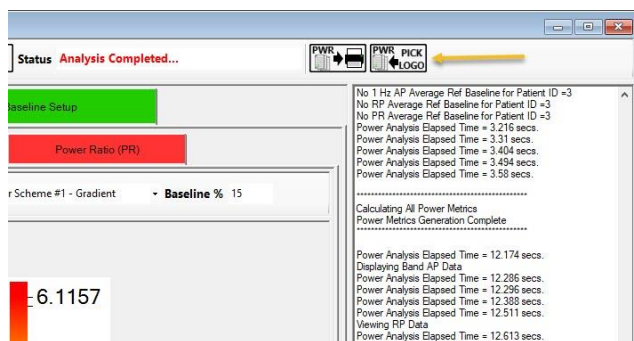 Status Analysis Completed...
PWR
PWR PICK
LOGO
Baseline Setup
Power Ratio (PR)
r Scheme #1 - Gradient
Baseline % 15
6.1157
No 1 Hz AP Average Ref Baseline for Patient ID =3
No RP Average Ref Baseline for Patient ID =3
No PR Average Ref Baseline for Patient ID =3
Power Analysis Elapsed Time = 3.216 secs.
Power Analysis Elapsed Time = 3.31 secs.
Power Analysis Elapsed Time = 3.404 secs.
Power Analysis Elapsed Time = 3.494 secs.
Power Analysis Elapsed Time = 3.58 secs.
Calculating All Power Metrics
Power Metrics Generation Complete
Power Analysis Elapsed Time = 12.174 secs.
Displaying Band AP Data
Power Analysis Elapsed Time = 12.286 secs.
Power Analysis Elapsed Time = 12.296 secs.
Power Analysis Elapsed Time = 12.388 secs.
Power Analysis Elapsed Time = 12.511 secs.
Viewing RP Data
Power Analysis Elapsed Time = 12.613 secs.